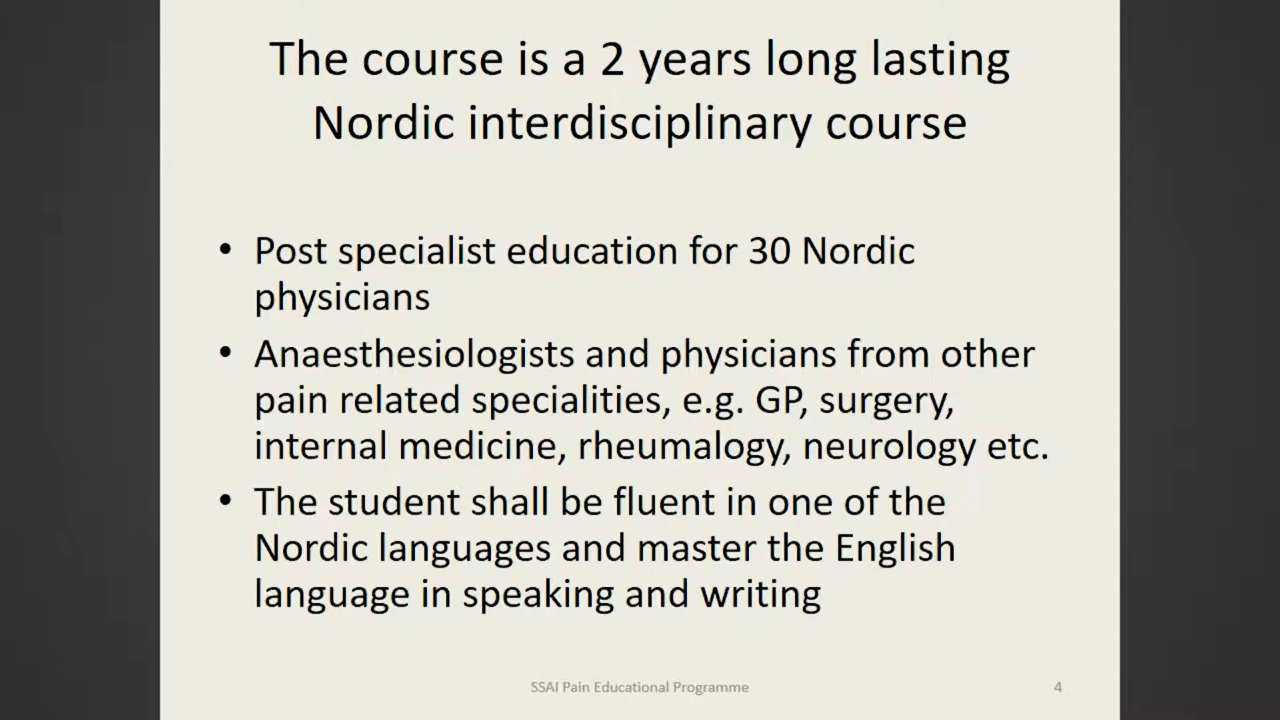 The course is a 2 years long lasting
Nordic interdisciplinary course
• Post specialist education for 30 Nordic
physicians
• Anaesthesiologists and physicians from other
pain related specialities, e.g. GP, surgery,
internal medicine, rheumalogy, neurology etc.
• The student shall be fluent in one of the
Nordic languages and master the English
language in speaking and writing
SSAI Pain Educational Programme
4